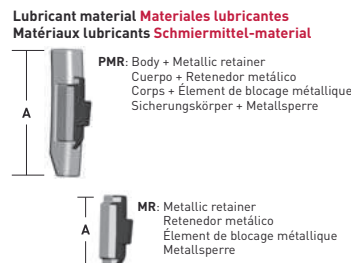 Lubricant material Materiales lubricantes
Matériaux lubricants Schmiermittel-material
PMR: Body + Metallic retainer
Cuerpo + Retenedor metálico
Corps + Élement de blocage métallique
Sicherungskörper + Metallsperre
A
MR: Metallic retainer
Retenedor metálico
Élement de blocage métallique
Metallsperre
A